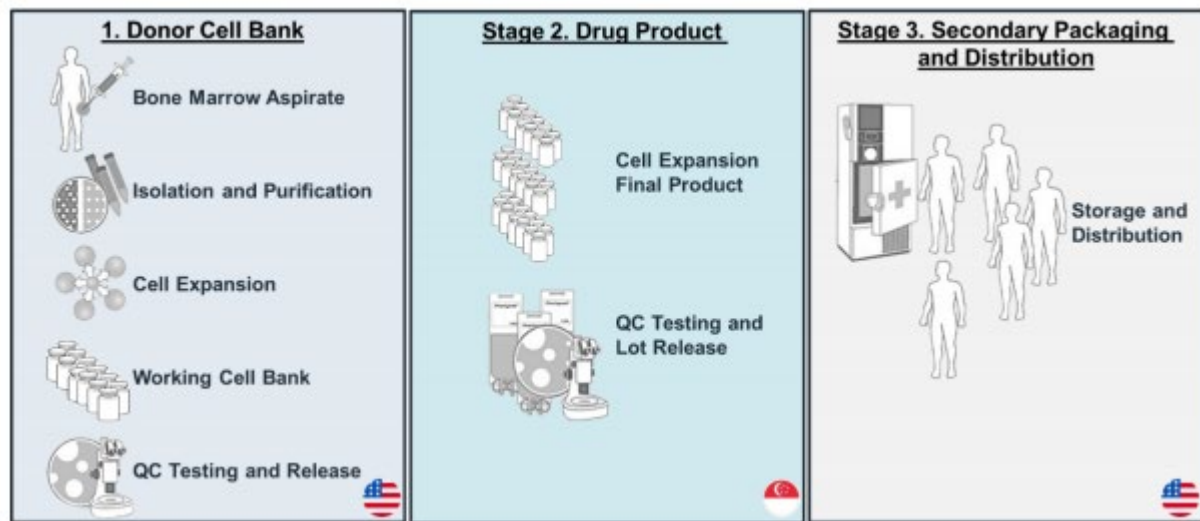 1. Donor Cell Bank
Bone Marrow Aspirate
Isolation and Purification
Cell Expansion
Working Cell Bank
QC Testing and Release
Stage 2. Drug Product
Cell Expansion
Final Product
QC Testing and
Lot Release
Stage 3. Secondary Packaging
and Distribution
Storage and
Distribution